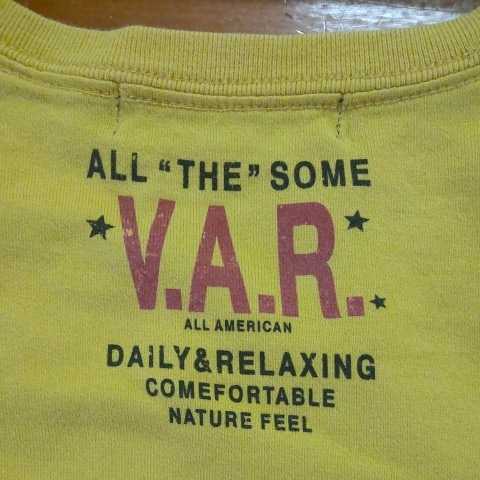 ALL "THE" SOME
V.A.R.
ALL AMERICAN
DAILY&RELAXING
COMEFORTABLE
NATURE FEEL